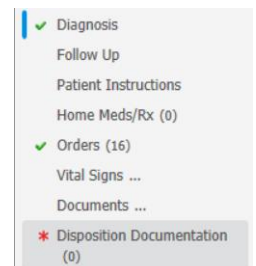 Diagnosis
Follow Up
Patient Instructions
Home Meds/Rx (0)
Orders (16)
Vital Signs ...
Documents ...
* Disposition Documentation
(0)